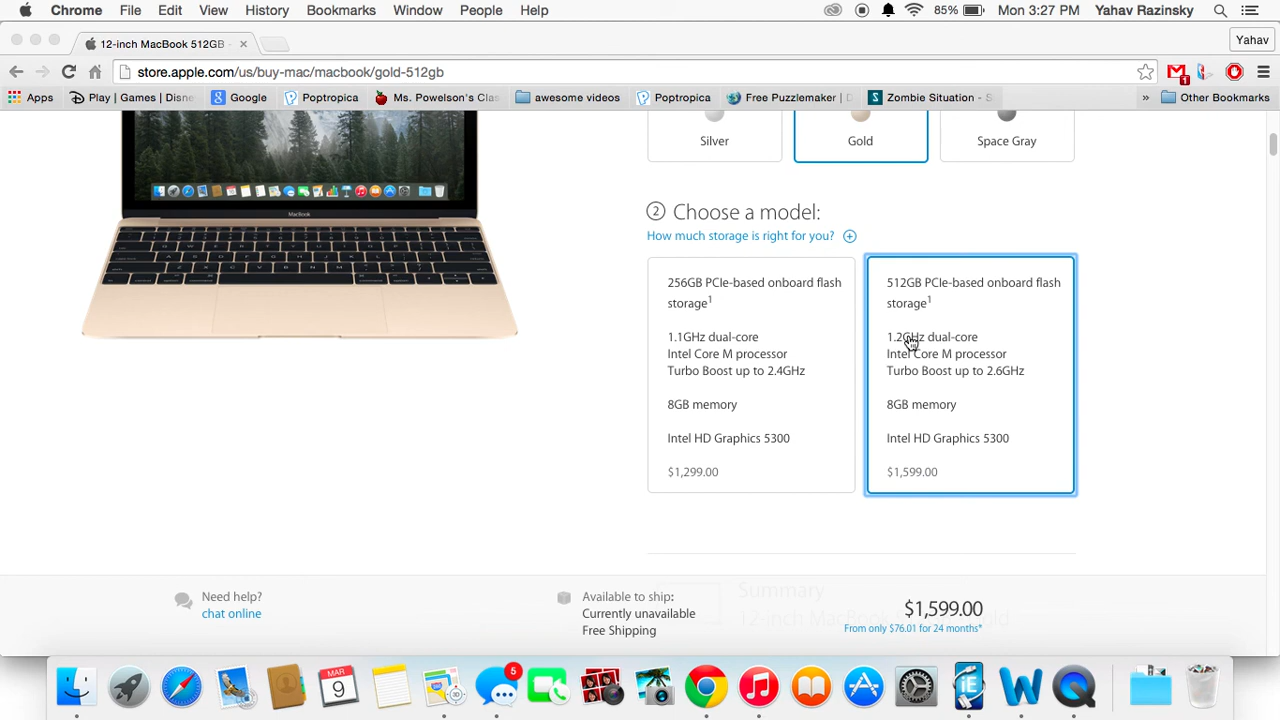 Chrome File Edit View History Bookmarks Window People Help 85% Mon 3:27 PM Yahav Razinsky
12-inch MacBook 512GB - Yahav
store.apple.com/us/buy-mac/macbook/gold-512gb 1
Apps Play | Games | Disne Google Poptropica Ms. Powelson's Cla awesome videos Poptropica Free Puzzlemaker | D Zombie Situation - S » Other Bookmarks
Silver Gold Space Gray
MacBook
2 Choose a model:
How much storage is right for you?
256GB PCIe-based onboard flash
storage1
1.1GHz dual-core
Intel Core M processor
Turbo Boost up to 2.4GHz
8GB memory
Intel HD Graphics 5300
$1,299.00
512GB PCIe-based onboard flash
storage1
1.2GHz dual-core
Intel Core M processor
Turbo Boost up to 2.6GHz
8GB memory
Intel HD Graphics 5300
$1,599.00
Summary
Need help?
chat online
Available to ship:
Currently unavailable
Free Shipping
$1,599.00
From only $76.01 for 24 months*
MAR
9
3D
5
iE
W